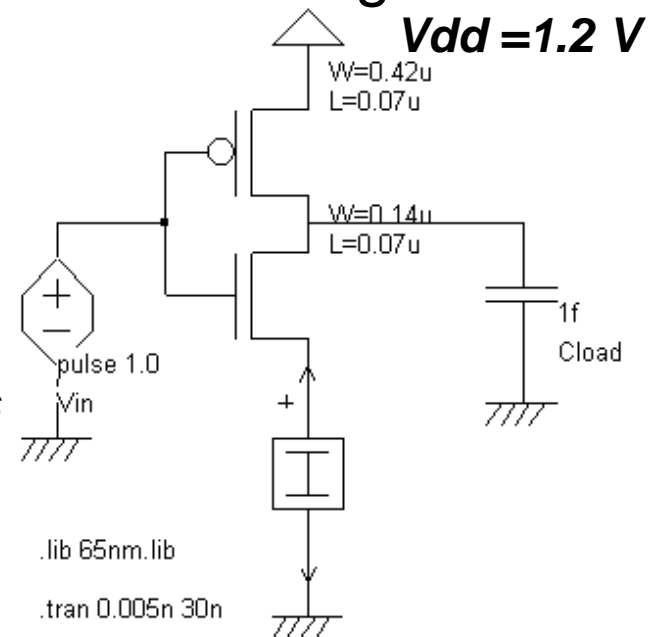 Vdd =1.2 V
W=0.42u
L=0.07u
W=0.14u
L=0.07u
+
pulse 1.0
Vin
+
1f
Cload
.lib 65nm.lib
.tran 0.005n 30n